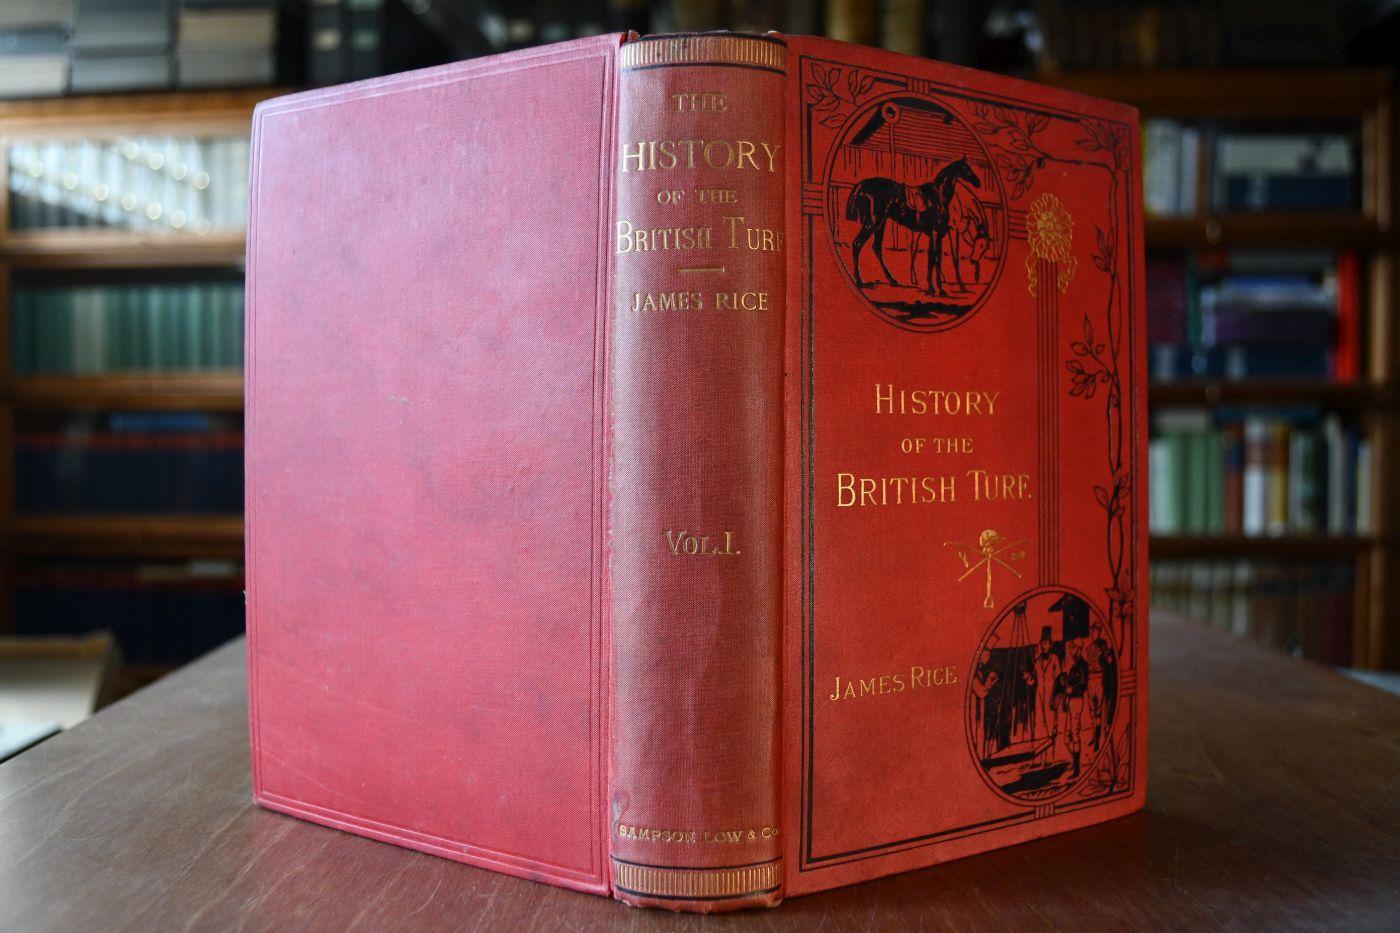 THE
HISTORY
OF THE
BRITISH TURF
JAMES RICE
VOL. I.
SAMPSON LOW & Co
HISTORY
OF THE
BRITISH TURF.
JAMES RICE